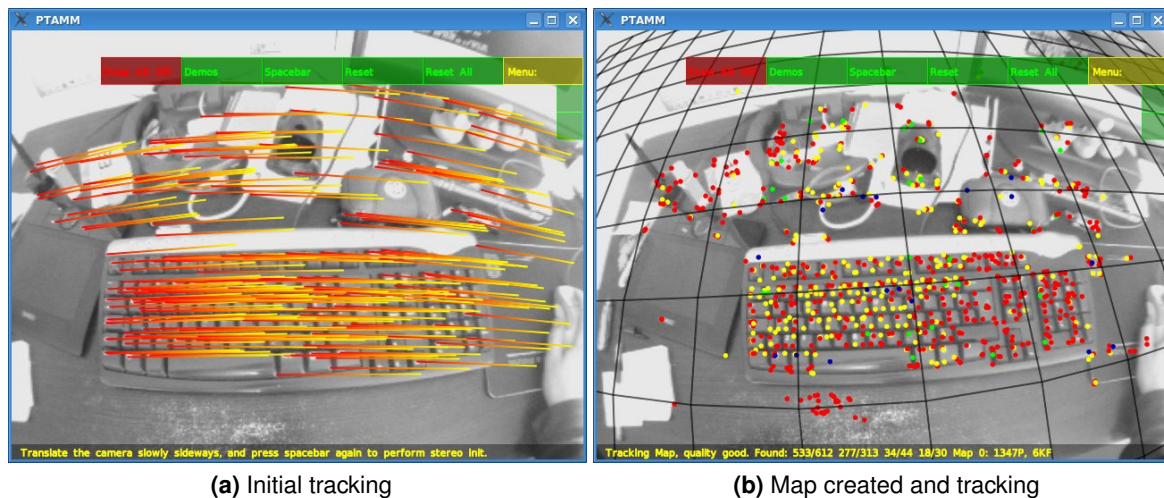 PTAMM
Demos Spacebar Reset Reset All Menu:
Translate the camera slowly sideways, and press spacebar again to perform stereo init.
(a) Initial tracking
PTAMM
Demos Spacebar Reset Reset All Menu:
Tracking Map, quality good. Found: 533/612 277/313 34/44 18/30 Map 0: 1347P, 6KF
(b) Map created and tracking